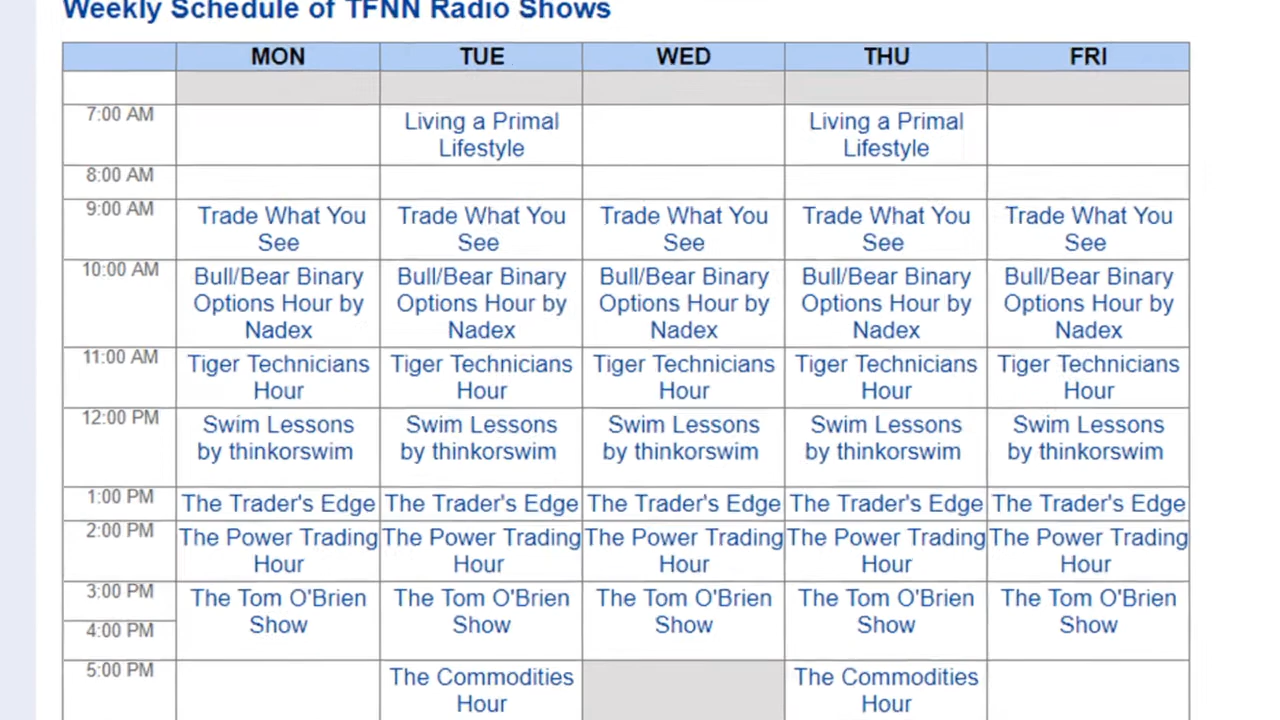 Weekly Schedule of TFNN Radio Shows
MON TUE WED THU FRI
7:00 AM
Living a Primal Living a Primal
Lifestyle Lifestyle
8:00 AM
9:00 AM
Trade What You Trade What You Trade What You Trade What You Trade What You
See See See See See
10:00 AM
Bull/Bear Binary Bull/Bear Binary Bull/Bear Binary Bull/Bear Binary Bull/Bear Binary
Options Hour by Options Hour by Options Hour by Options Hour by Options Hour by
Nadex Nadex Nadex Nadex Nadex
11:00 AM
Tiger Technicians Tiger Technicians Tiger Technicians Tiger Technicians Tiger Technicians
Hour Hour Hour Hour Hour
12:00 PM
Swim Lessons Swim Lessons Swim Lessons Swim Lessons Swim Lessons
by thinkorswim by thinkorswim by thinkorswim by thinkorswim by thinkorswim
1:00 PM
The Trader's Edge The Trader's Edge The Trader's Edge The Trader's Edge The Trader's Edge
2:00 PM
The Power Trading The Power Trading The Power Trading The Power Trading The Power Trading
Hour Hour Hour Hour Hour
3:00 PM
The Tom O'Brien The Tom O'Brien The Tom O'Brien The Tom O'Brien The Tom O'Brien
Show Show Show Show Show
4:00 PM
5:00 PM
The Commodities The Commodities
Hour Hour